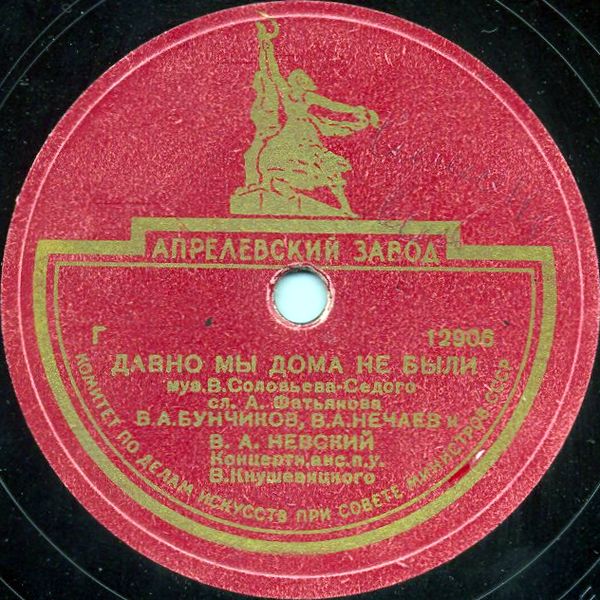 АПРЕЛЕВСКИЙ ЗАВОД
Г 12906
ДАВНО МЫ ДОМА НЕ БЫЛИ
муз. В. Соловьева-Седого
сл. А. Фатьянова
В. А. БУНЧИКОВ, В. А. НЕЧАЕВ и
В. А. НЕВСКИЙ
Концертн. анс. п. у.
В. Кнушевицкого
КОМИТЕТ ПО ДЕЛАМ ИСКУССТВ ПРИ СОВЕТЕ МИНИСТРОВ СССР